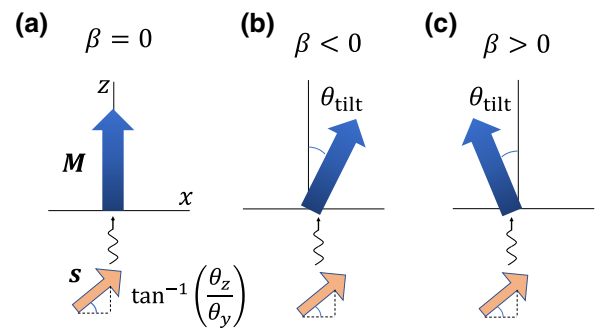 (a)
β = 0
z
M
x
s
tan⁻¹(θz/θy)
(b)
β < 0
θtilt
(c)
β > 0
θtilt